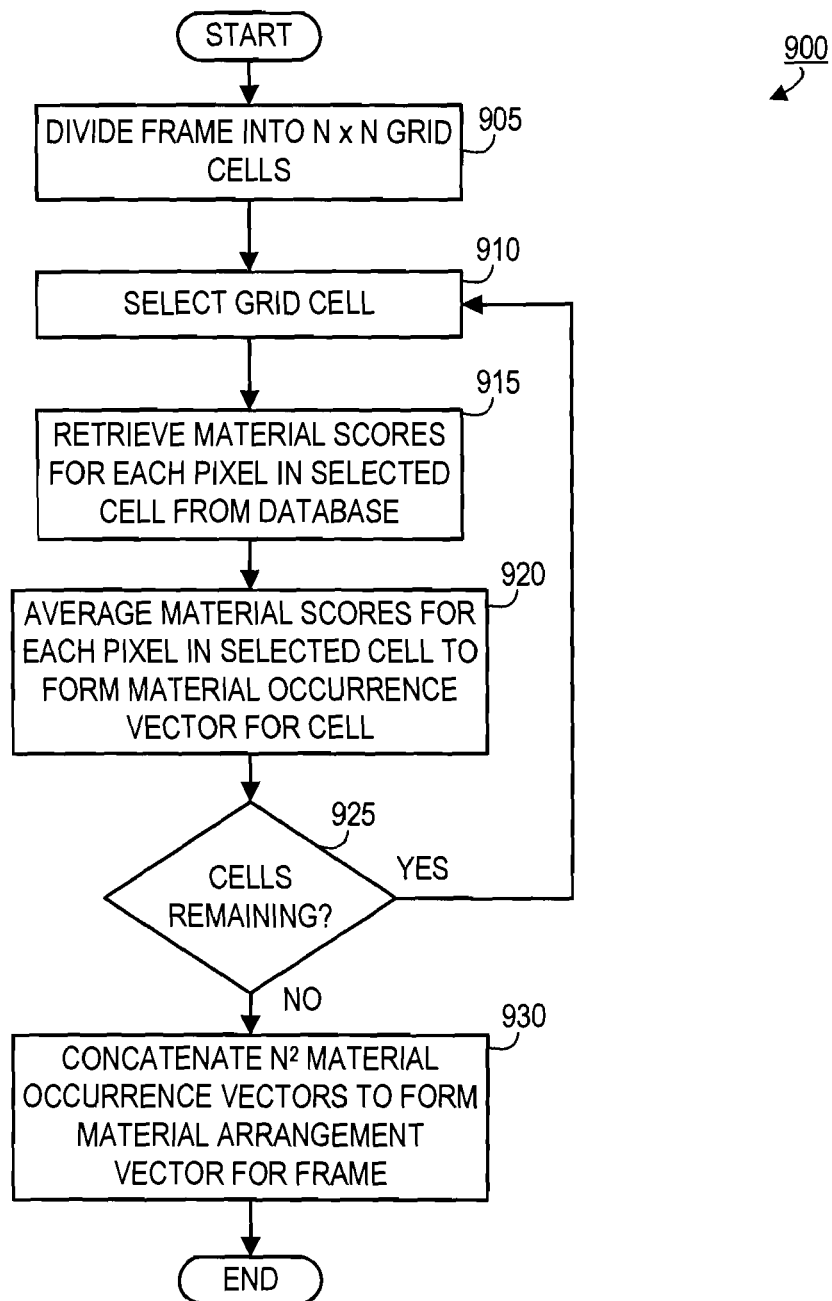 START
900
DIVIDE FRAME INTO N x N GRID
CELLS
905
SELECT GRID CELL
910
RETRIEVE MATERIAL SCORES
FOR EACH PIXEL IN SELECTED
CELL FROM DATABASE
915
AVERAGE MATERIAL SCORES FOR
EACH PIXEL IN SELECTED CELL TO
FORM MATERIAL OCCURRENCE
VECTOR FOR CELL
920
CELLS
REMAINING?
925
YES
NO
CONCATENATE N² MATERIAL
OCCURRENCE VECTORS TO FORM
MATERIAL ARRANGEMENT
VECTOR FOR FRAME
930
END